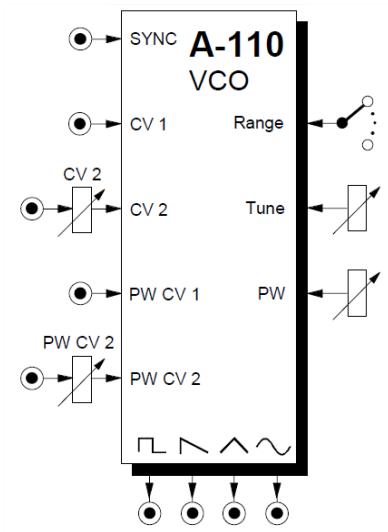 SYNC
A-110
VCO
CV 1
Range
CV 2
CV 2
Tune
PW CV 1
PW
PW CV 2
PW CV 2